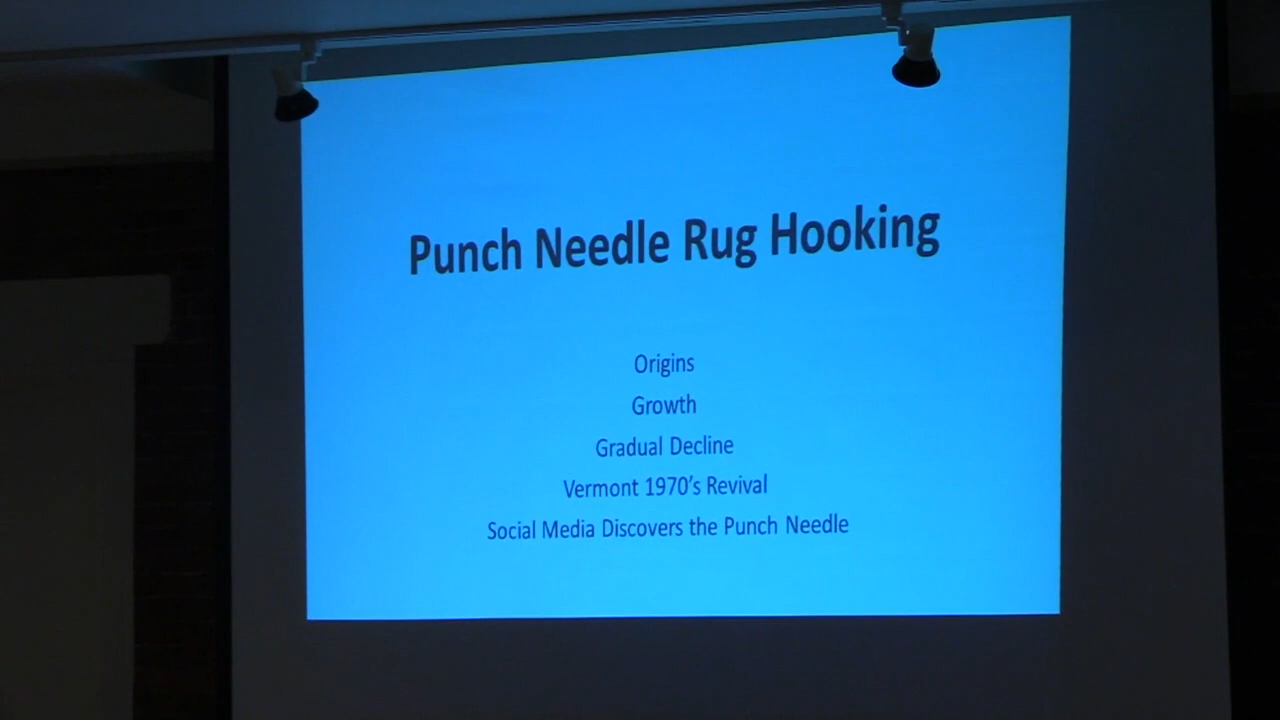 Punch Needle Rug Hooking
Origins
Growth
Gradual Decline
Vermont 1970's Revival
Social Media Discovers the Punch Needle